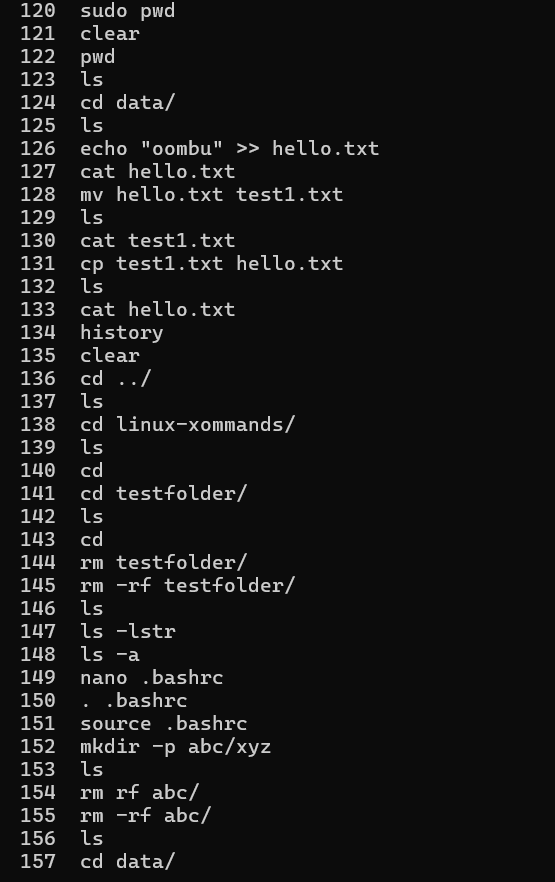 120 sudo pwd
121 clear
122 pwd
123 ls
124 cd data/
125 ls
126 echo "oombu" >> hello.txt
127 cat hello.txt
128 mv hello.txt test1.txt
129 ls
130 cat test1.txt
131 cp test1.txt hello.txt
132 ls
133 cat hello.txt
134 history
135 clear
136 cd ../
137 ls
138 cd linux-xommands/
139 ls
140 cd
141 cd testfolder/
142 ls
143 cd
144 rm testfolder/
145 rm -rf testfolder/
146 ls
147 ls -lstr
148 ls -a
149 nano .bashrc
150 . .bashrc
151 source .bashrc
152 mkdir -p abc/xyz
153 ls
154 rm rf abc/
155 rm -rf abc/
156 ls
157 cd data/